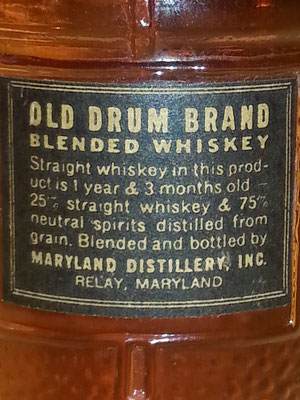 OLD DRUM BRAND
BLENDED WHISKEY
Straight whiskey in this prod-
uct is 1 year & 3 months old –
25% straight whiskey & 75%
neutral spirits distilled from
grain. Blended and bottled by
MARYLAND DISTILLERY, INC.
RELAY, MARYLAND